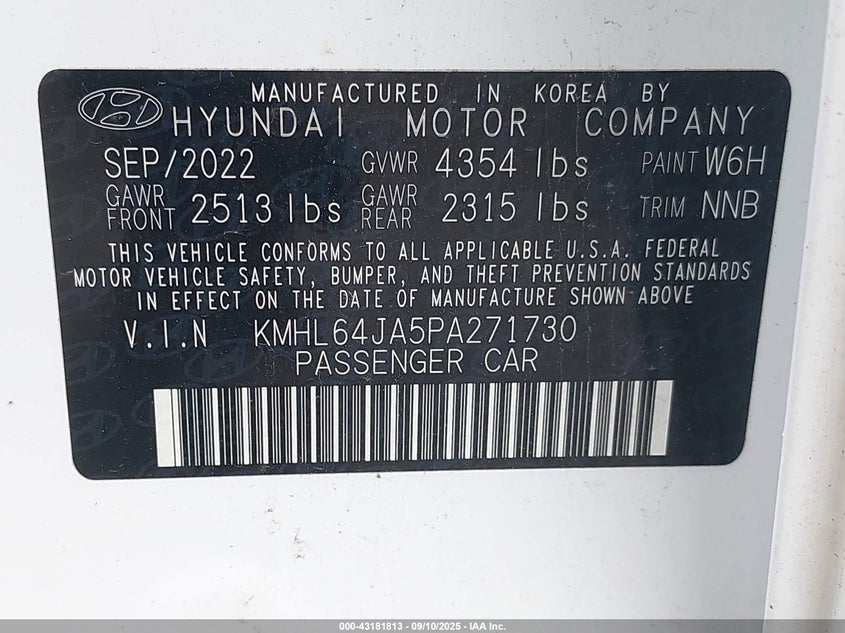 MANUFACTURED IN KOREA BY
HYUNDAI MOTOR COMPANY
SEP/2022 GVWR 4354 lbs PAINT W6H
GAWR FRONT 2513 lbs GAWR REAR 2315 lbs TRIM NNB
THIS VEHICLE CONFORMS TO ALL APPLICABLE U.S.A. FEDERAL
MOTOR VEHICLE SAFETY, BUMPER, AND THEFT PREVENTION STANDARDS
IN EFFECT ON THE DATE OF MANUFACTURE SHOWN ABOVE
V.I.N KMHL64JA5PA271730
PASSENGER CAR
000-43181813 - 09/10/2025 - IAA Inc.